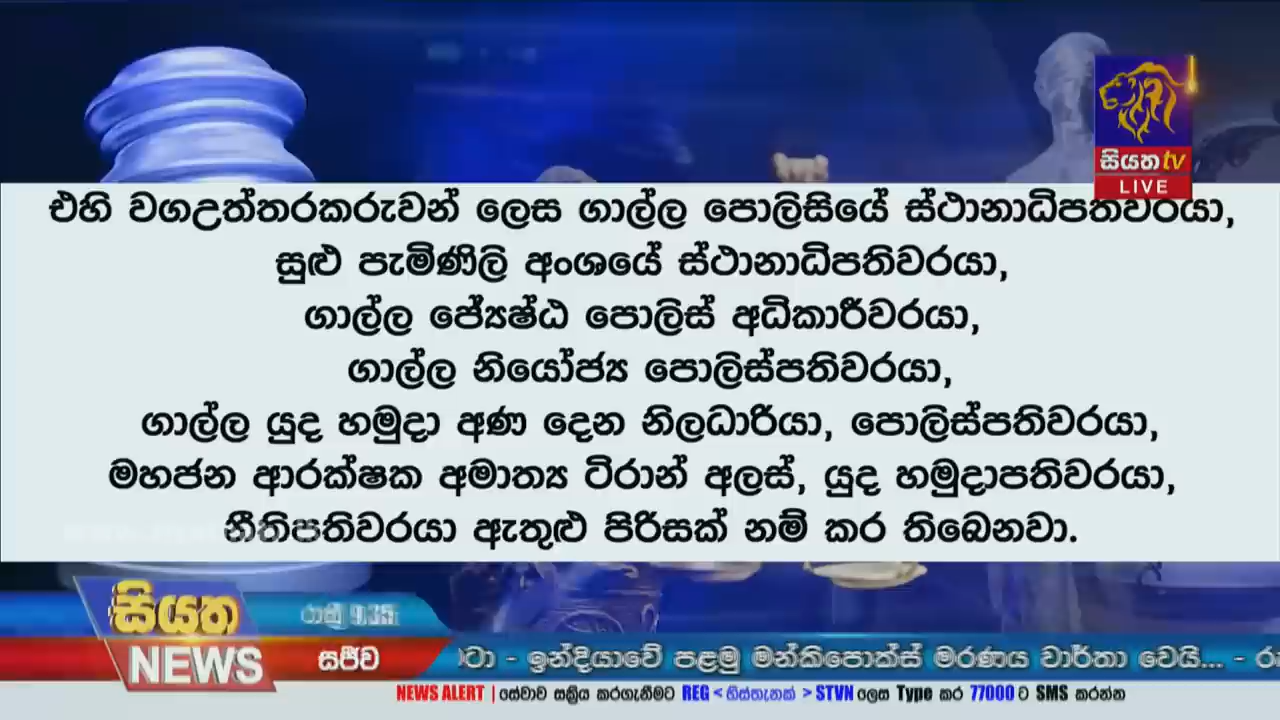 සියත tv
LIVE
එහි වගඋත්තරකරුවන් ලෙස ගාල්ල පොලිසියේ ස්ථානාධිපතිවරයා,
සුළු පැමිණිලි අංශයේ ස්ථානාධිපතිවරයා,
ගාල්ල ජ්‍යේෂ්ඨ පොලිස් අධිකාරීවරයා,
ගාල්ල නියෝජ්‍ය පොලිස්පතිවරයා,
ගාල්ල යුද හමුදා අණ දෙන නිලධාරියා, පොලිස්පතිවරයා,
මහජන ආරක්ෂක අමාත්‍ය ටිරාන් අලස්, යුද හමුදාපතිවරයා,
නීතිපතිවරයා ඇතුළු පිරිසක් නම් කර තිබෙනවා.
සියත
NEWS
රාත්‍රී 9.35
සජීව
- ඉන්දියාවේ පළමු මන්කිපොක්ස් මරණය වාර්තා වෙයි... -
NEWS ALERT | සේවාව සක්‍රිය කරගැනීමට REG < හිස්තැනක් > STVN ලෙස Type කර 77000 ට SMS කරන්න